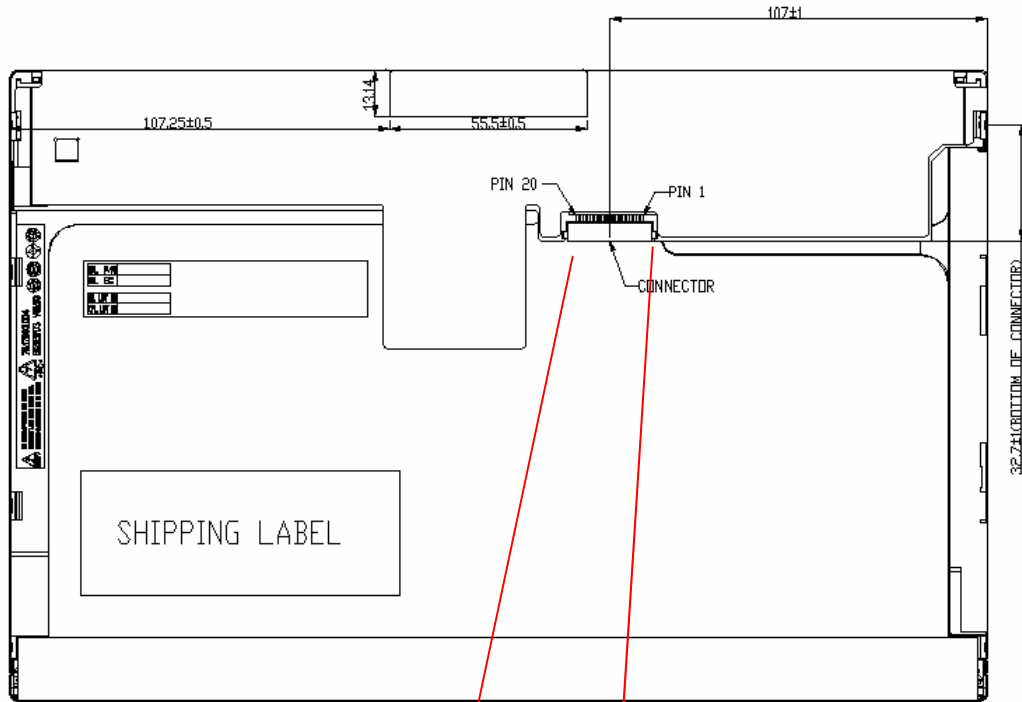 107±1
13.14
107.25±0.5
55.5±0.5
PIN 20
PIN 1
CONNECTOR
32.7±1(BOTTOM OF CONNECTOR)
SHIPPING LABEL